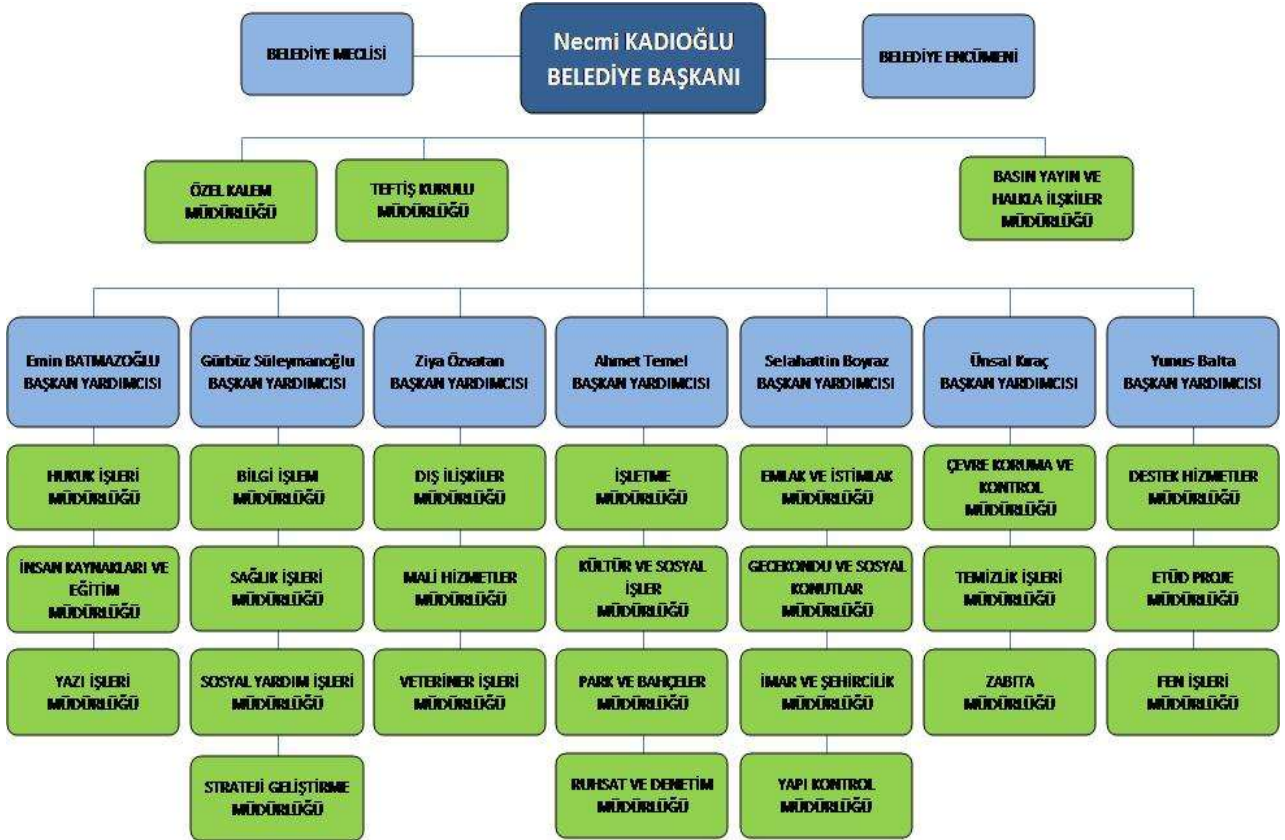 BELEDİYE MECLİSİ
Necmi KADIOĞLU
BELEDİYE BAŞKANI
BELEDİYE ENCÜMENİ
ÖZEL KALEM
MÜDÜRLÜĞÜ
TEFTİŞ KURULU
MÜDÜRLÜĞÜ
BASIN YAYIN VE
HALKLA İLŞKİLER
MÜDÜRLÜĞÜ
Emin BATMAZOĞLU
BAŞKAN YARDIMCISI
Gürbüz Süleymanoğlu
BAŞKAN YARDIMCISI
Ziya Özvatan
BAŞKAN YARDIMCISI
Ahmet Temel
BAŞKAN YARDIMCISI
Selahattin Boyraz
BAŞKAN YARDIMCISI
Ünsal Kıraç
BAŞKAN YARDIMCISI
Yunus Balta
BAŞKAN YARDIMCISI
HUKUK İŞLERİ
MÜDÜRLÜĞÜ
BİLGİ İŞLEM
MÜDÜRLÜĞÜ
DIŞ İLİŞKİLER
MÜDÜRLÜĞÜ
İŞLETME
MÜDÜRLÜĞÜ
EMLAK VE İSTİMLAK
MÜDÜRLÜĞÜ
ÇEVRE KORUMA VE
KONTROL
MÜDÜRLÜĞÜ
DESTEK HİZMETLER
MÜDÜRLÜĞÜ
İNSAN KAYNAKLARI VE
EĞİTİM
MÜDÜRLÜĞÜ
SAĞLIK İŞLERİ
MÜDÜRLÜĞÜ
MALİ HİZMETLER
MÜDÜRLÜĞÜ
KÜLTÜR VE SOSYAL
İŞLER
MÜDÜRLÜĞÜ
GECEKONDU VE SOSYAL
KONUTLAR
MÜDÜRLÜĞÜ
TEMİZLİK İŞLERİ
MÜDÜRLÜĞÜ
ETÜD PROJE
MÜDÜRLÜĞÜ
YAZI İŞLERİ
MÜDÜRLÜĞÜ
SOSYAL YARDIM İŞLERİ
MÜDÜRLÜĞÜ
VETERİNER İŞLERİ
MÜDÜRLÜĞÜ
PARK VE BAHÇELER
MÜDÜRLÜĞÜ
İMAR VE ŞEHİRCİLİK
MÜDÜRLÜĞÜ
ZABITA
MÜDÜRLÜĞÜ
FEN İŞLERİ
MÜDÜRLÜĞÜ
STRATEJİ GELİŞTİRME
MÜDÜRLÜĞÜ
RUHSAT VE DENETİM
MÜDÜRLÜĞÜ
YAPI KONTROL
MÜDÜRLÜĞÜ